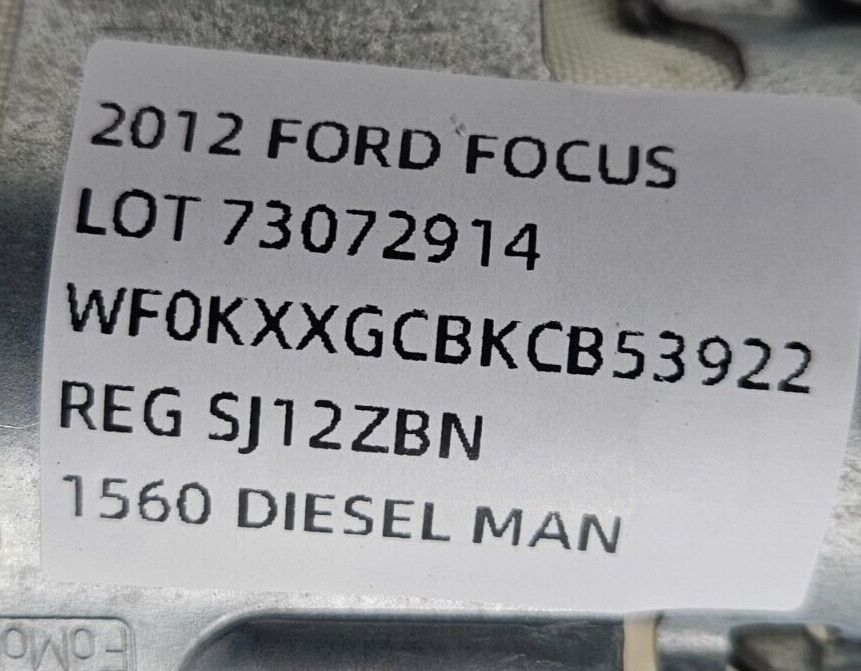 2012 FORD FOCUS
LOT 73072914
WF0KXXGCBKCB53922
REG SJ12ZBN
1560 DIESEL MAN